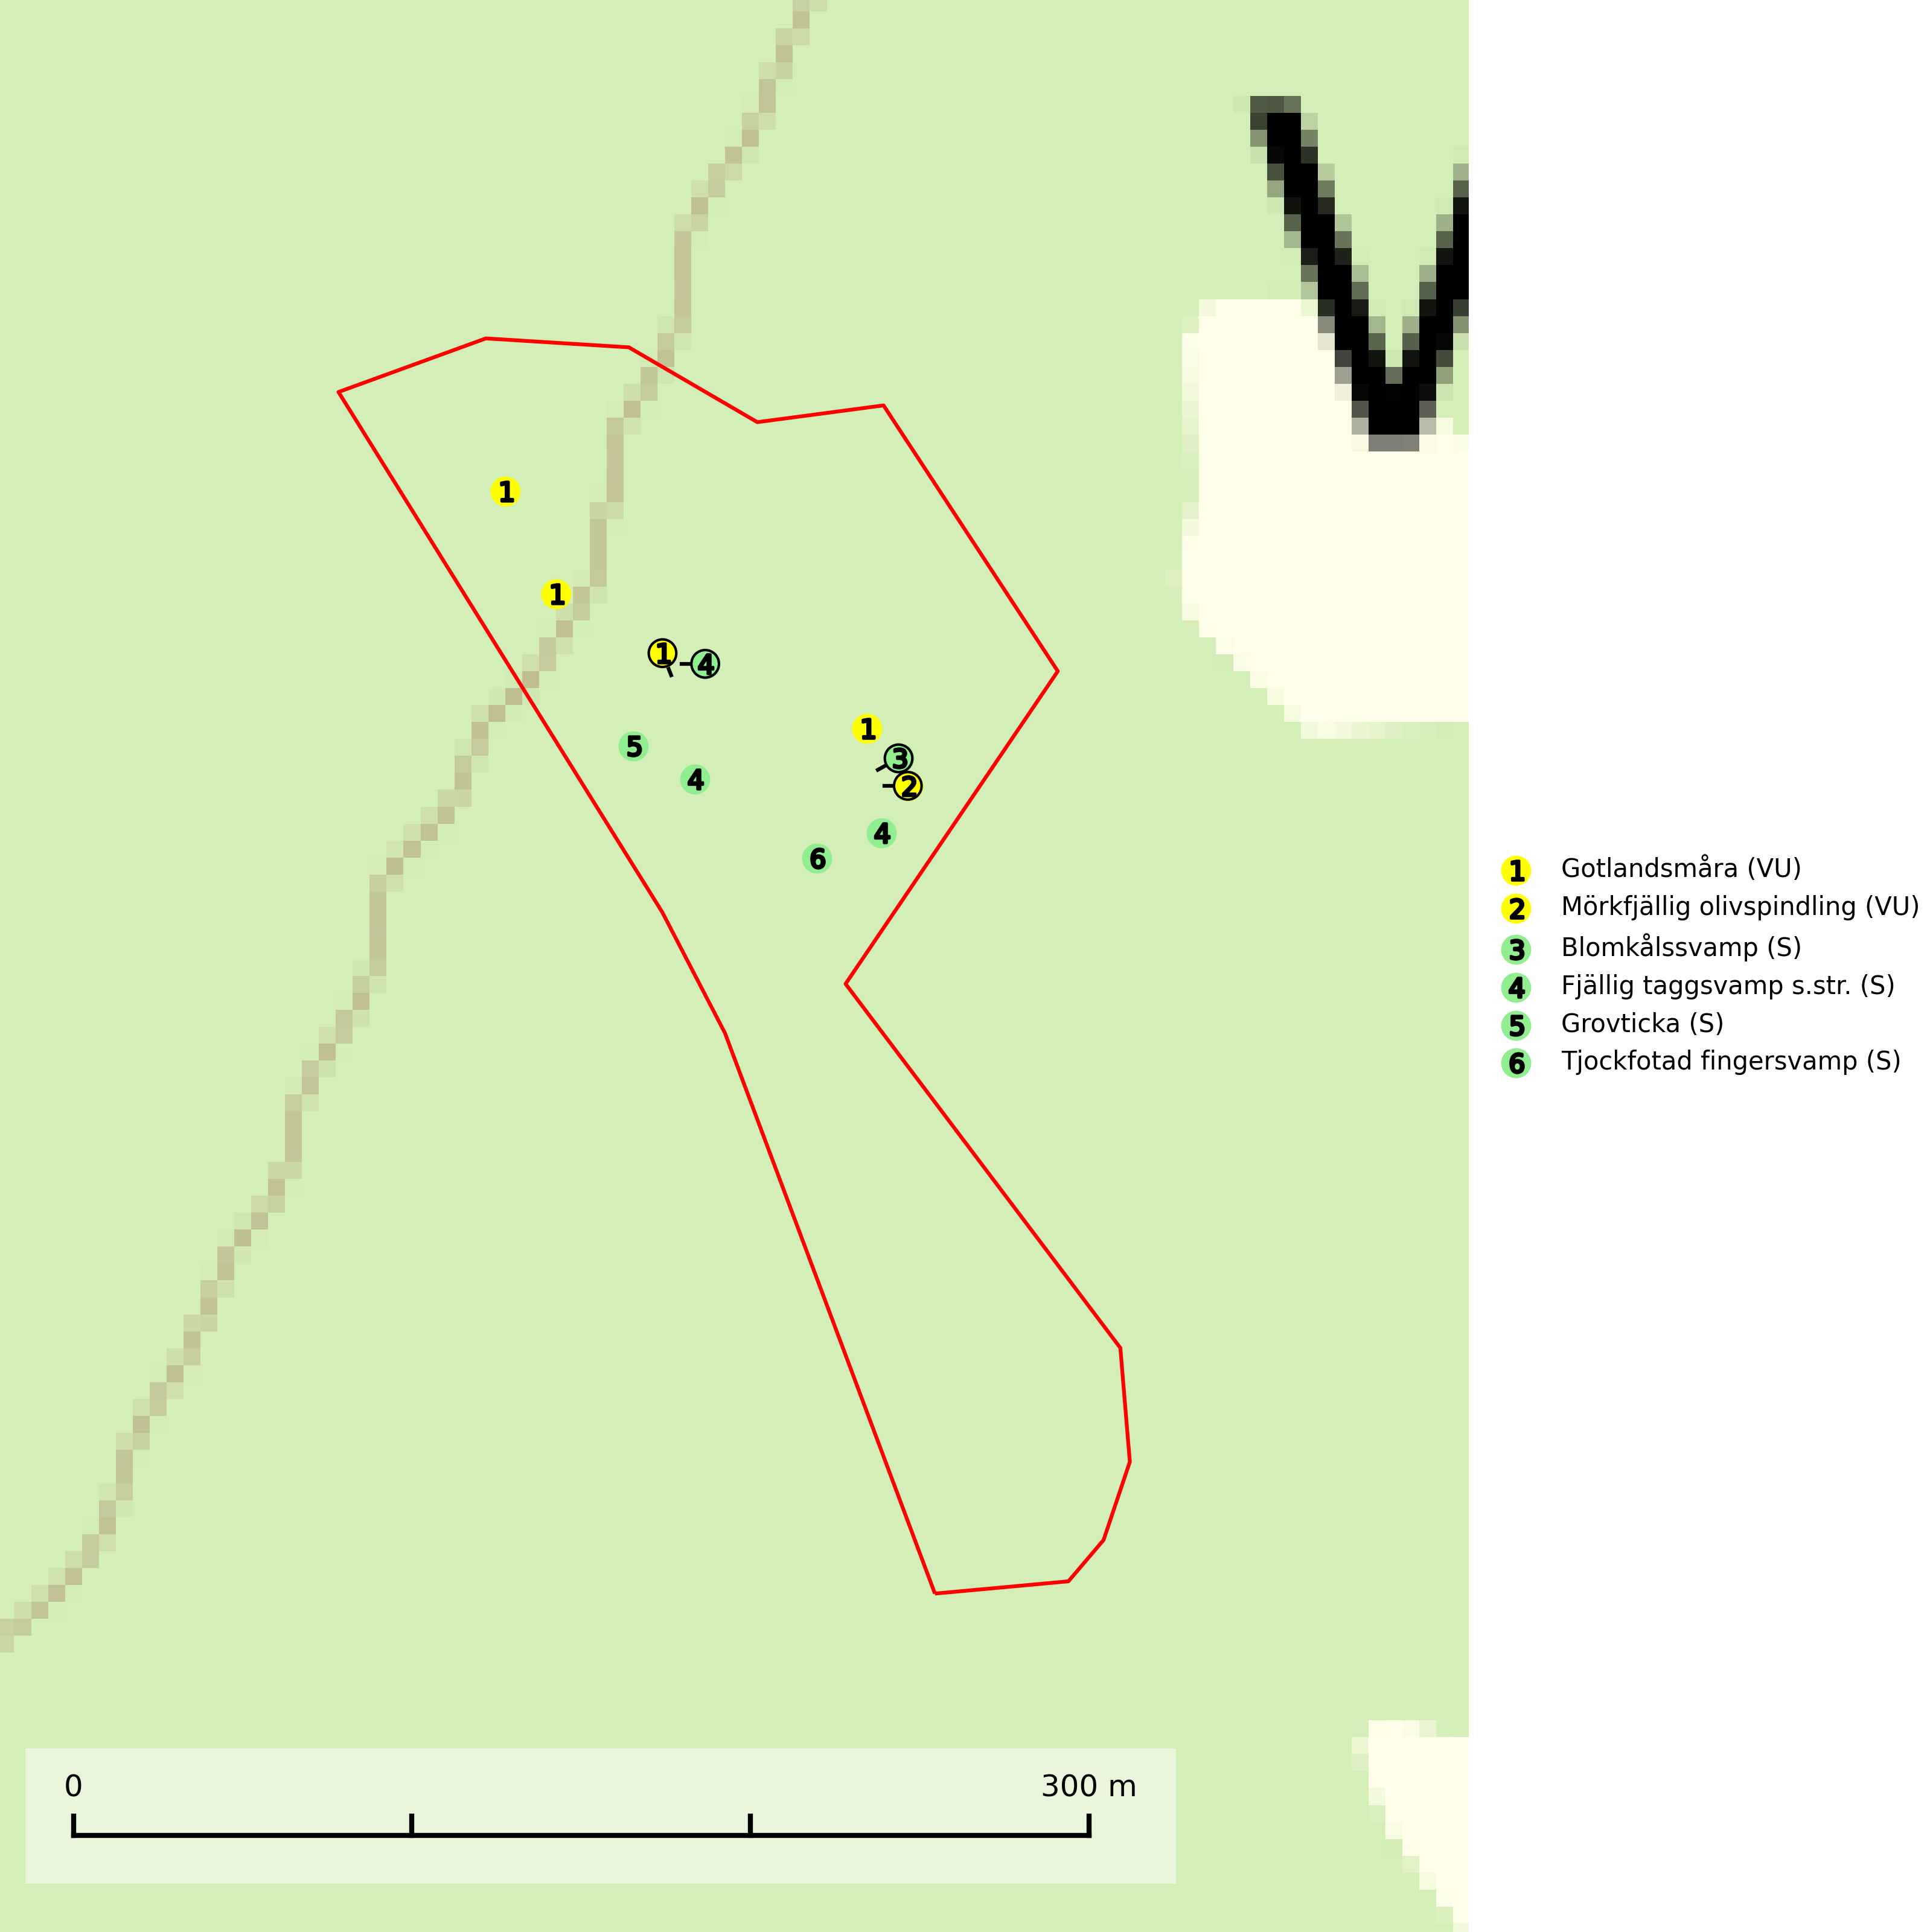 1
1
1 4
1
5
3
4
2
4
6
1 Gotlandsmåra (VU)
2 Mörkfjällig olivspindling (VU)
3 Blomkålssvamp (S)
4 Fjällig taggsvamp s.str. (S)
5 Grovticka (S)
6 Tjockfotad fingersvamp (S)
0 300 m